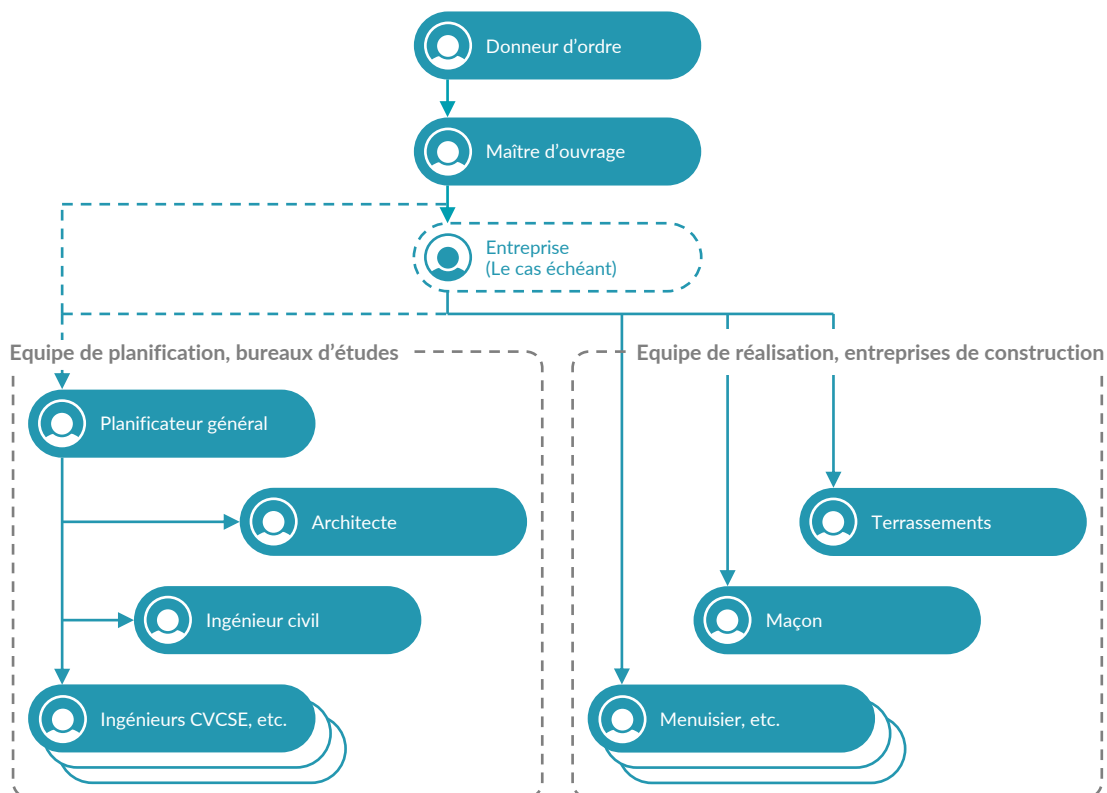 Donneur d’ordre
Maître d’ouvrage
Entreprise
(Le cas échéant)
Equipe de planification, bureaux d’études
Equipe de réalisation, entreprises de construction
Planificateur général
Architecte
Terrassements
Ingénieur civil
Maçon
Ingénieurs CVCSE, etc.
Menuisier, etc.